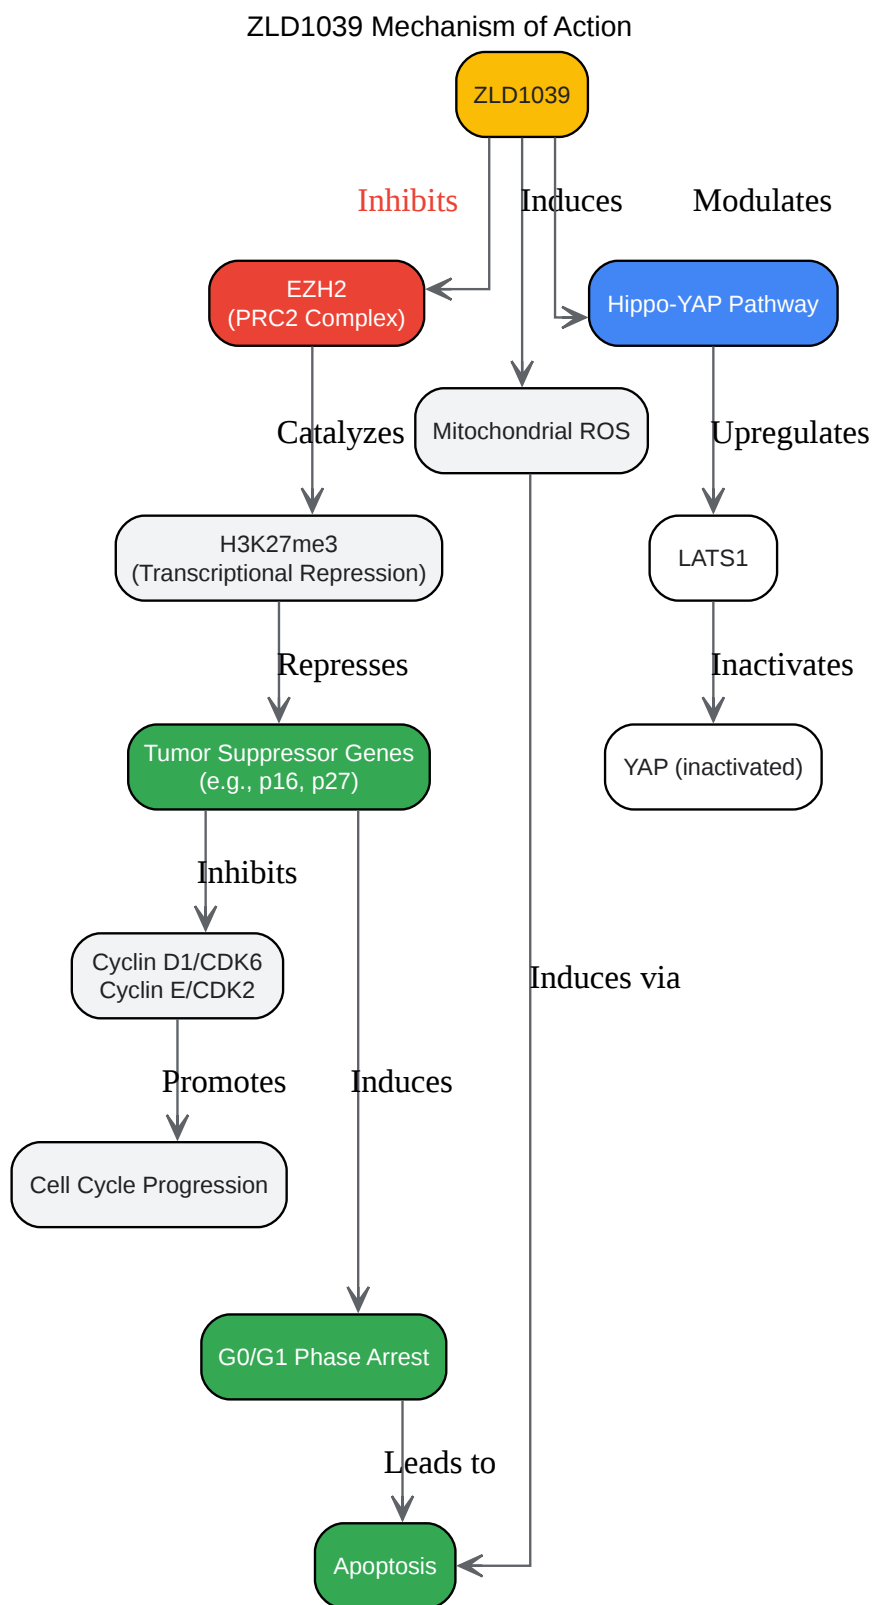 ZLD1039 Mechanism of Action
ZLD1039
Inhibits
Induces
Modulates
EZH2
(PRC2 Complex)
Hippo-YAP Pathway
Catalyzes
Mitochondrial ROS
Upregulates
H3K27me3
(Transcriptional Repression)
LATS1
Represses
Inactivates
Tumor Suppressor Genes
(e.g., p16, p27)
YAP (inactivated)
Inhibits
Cyclin D1/CDK6
Cyclin E/CDK2
Induces via
Promotes
Induces
Cell Cycle Progression
G0/G1 Phase Arrest
Leads to
Apoptosis